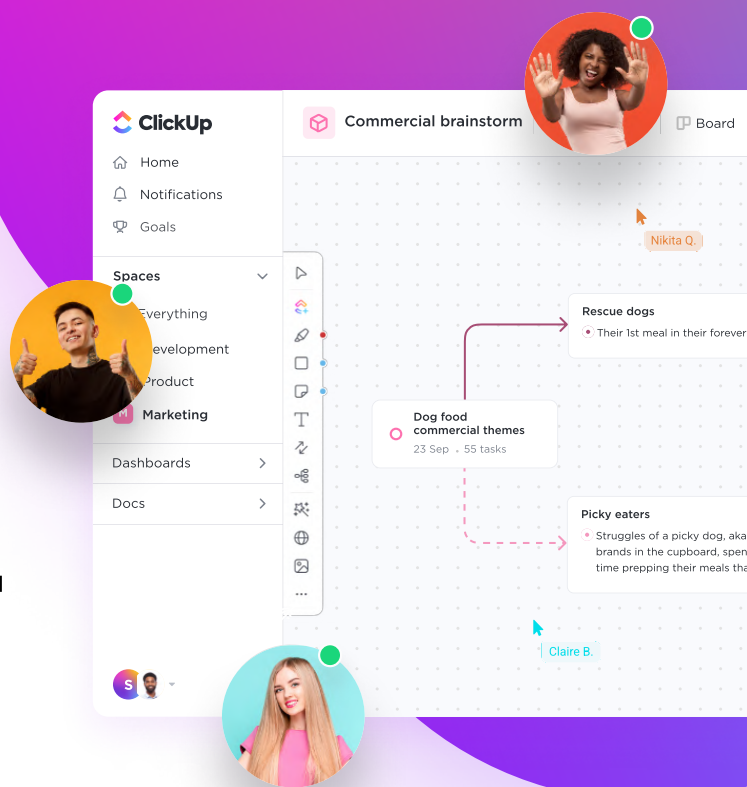 ClickUp
Home
Notifications
Goals
Spaces
Everything
Development
Product
M
Marketing
Dashboards
Docs
S
Commercial brainstorm
Board
Nikita Q.
Rescue dogs
Their 1st meal in their forever
Dog food
commercial themes
23 Sep . 55 tasks
Picky eaters
Struggles of a picky dog, aka
brands in the cupboard, spen
time prepping their meals tha
Claire B.